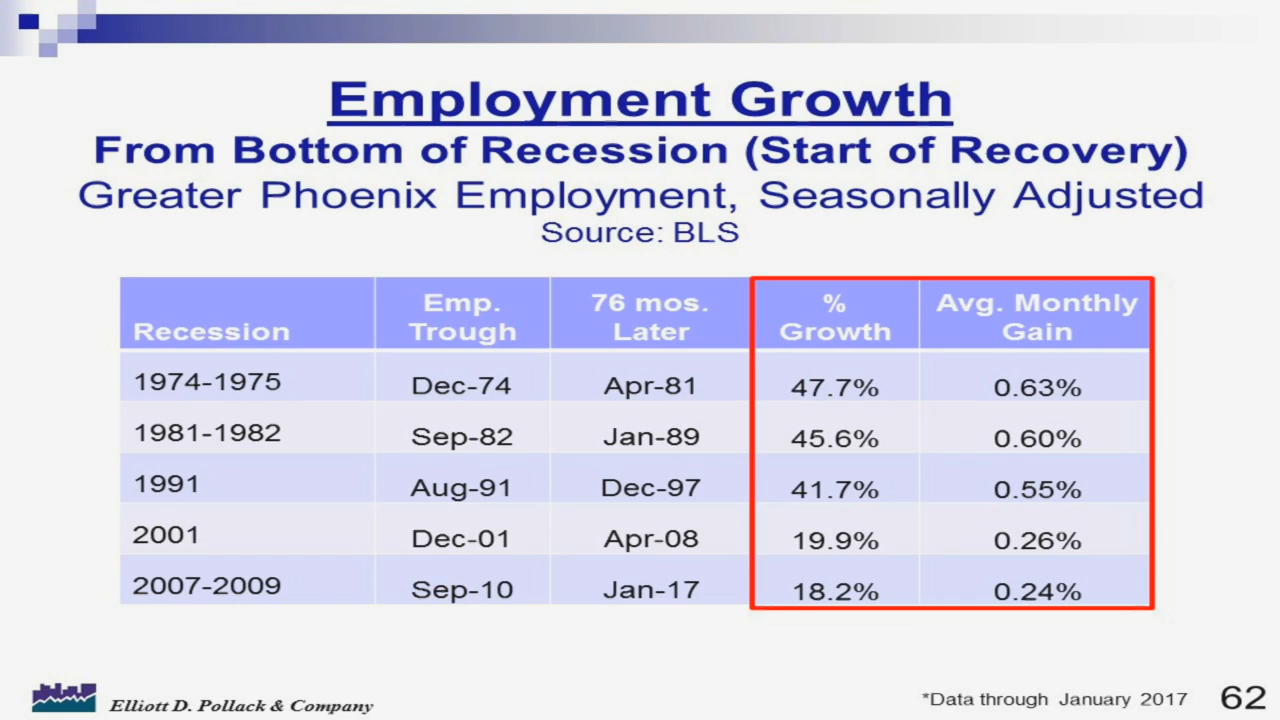 Employment Growth
From Bottom of Recession (Start of Recovery)
Greater Phoenix Employment, Seasonally Adjusted
Source: BLS
Recession Emp. Trough 76 mos. Later % Growth Avg. Monthly Gain
1974-1975 Dec-74 Apr-81 47.7% 0.63%
1981-1982 Sep-82 Jan-89 45.6% 0.60%
1991 Aug-91 Dec-97 41.7% 0.55%
2001 Dec-01 Apr-08 19.9% 0.26%
2007-2009 Sep-10 Jan-17 18.2% 0.24%
Elliott D. Pollack & Company
*Data through January 2017 62